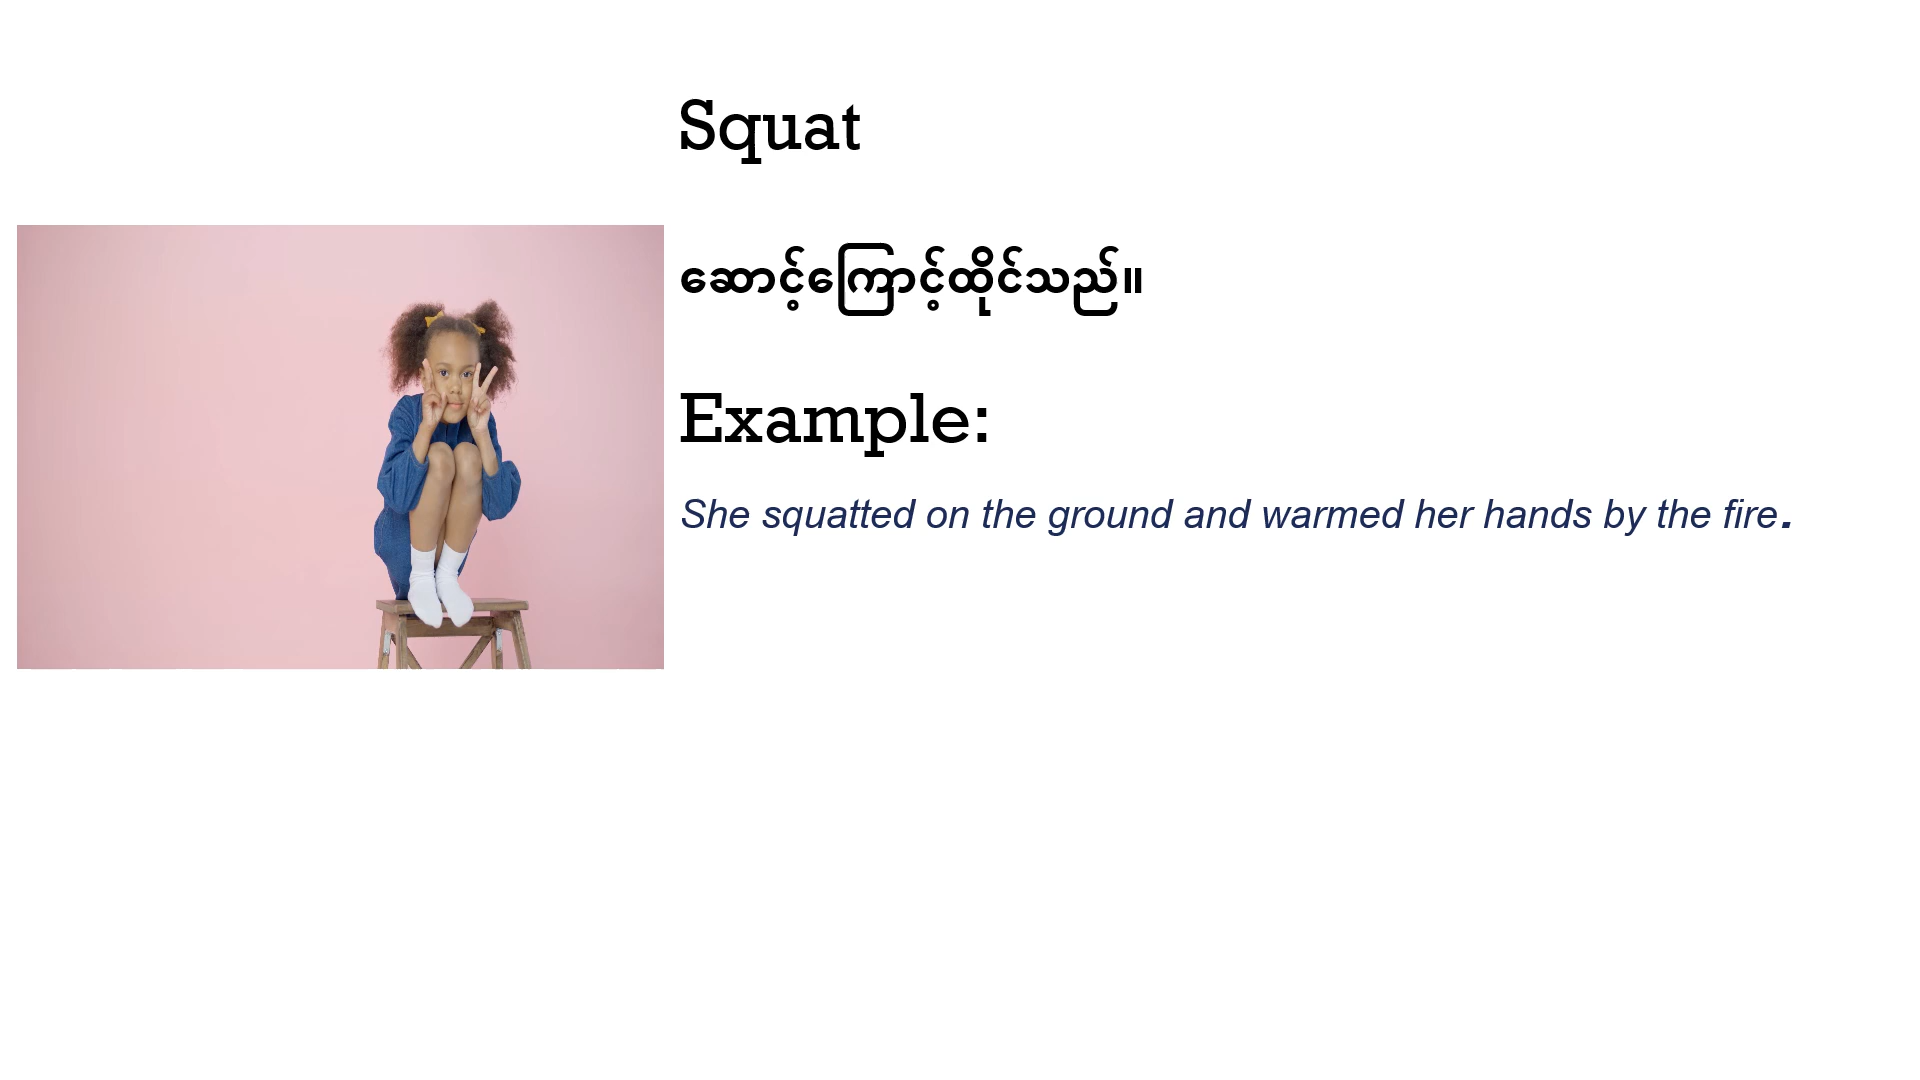 Squat
ဆောင့်ကြောင့်ထိုင်သည်။
Example:
She squatted on the ground and warmed her hands by the fire.